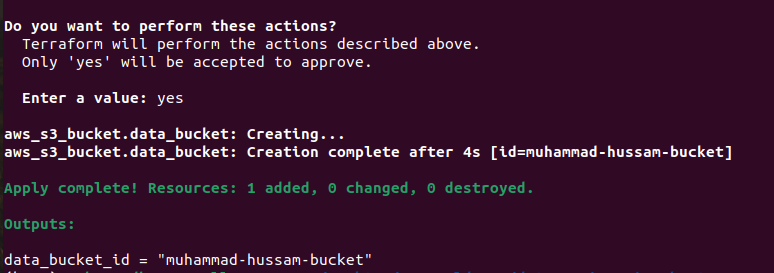 Do you want to perform these actions?
Terraform will perform the actions described above.
Only 'yes' will be accepted to approve.
Enter a value: yes
aws_s3_bucket.data_bucket: Creating...
aws_s3_bucket.data_bucket: Creation complete after 4s [id=muhammad-hussam-bucket]
Apply complete! Resources: 1 added, 0 changed, 0 destroyed.
Outputs:
data_bucket_id = "muhammad-hussam-bucket"